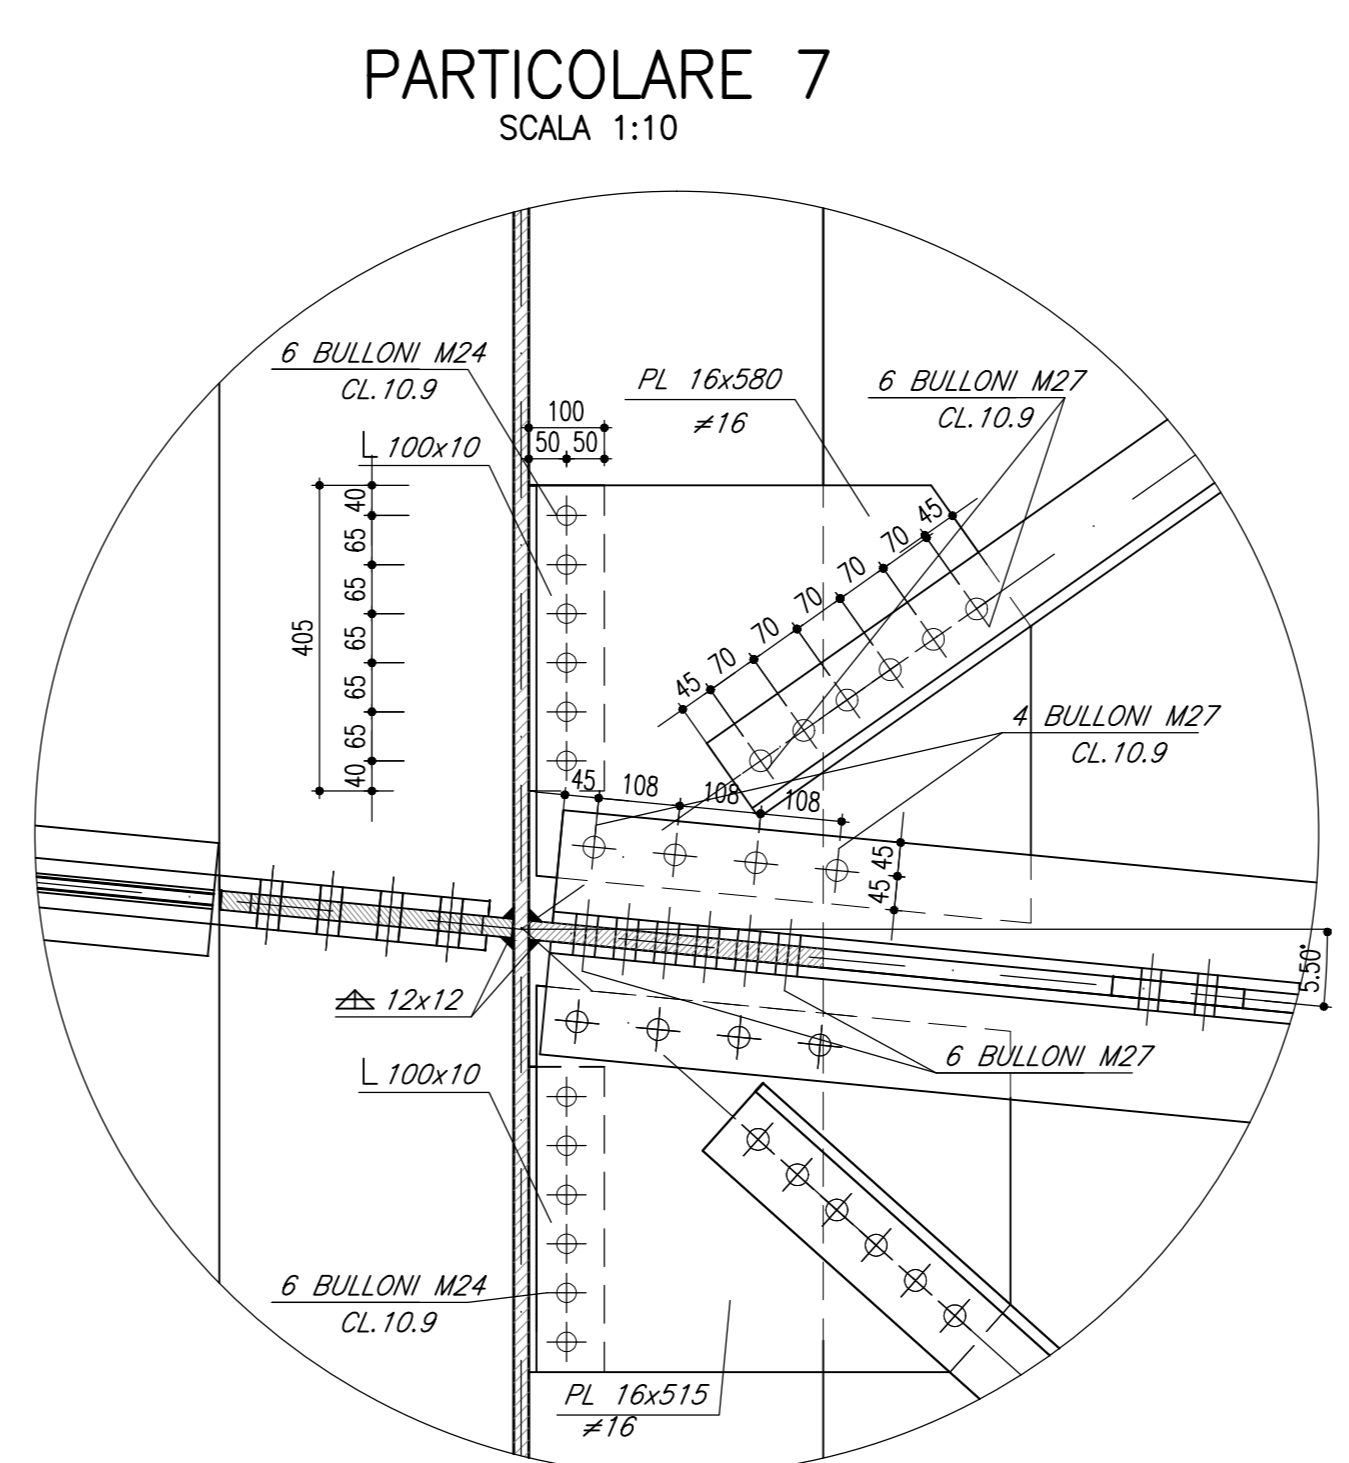 PARTICOLARE 7
SCALA 1:10
6 BULLONI M24
CL.10.9
PL 16x580
≠16
6 BULLONI M27
CL.10.9
100
50 50
L 100x10
405
40
65
65
65
65
65
40
45
70
70
70
70
70
45
4 BULLONI M27
CL.10.9
45
108
108
108
45
45
5.50°
12x12
L 100x10
6 BULLONI M27
6 BULLONI M24
CL.10.9
PL 16x515
≠16